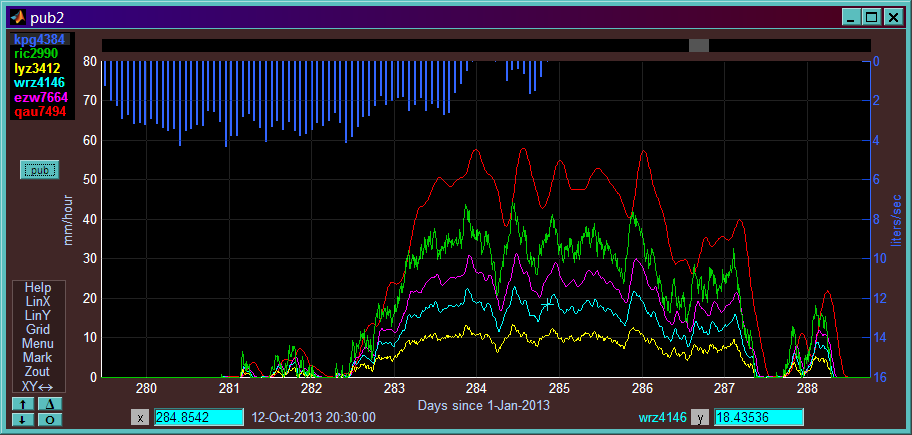 pub2
kpg4384
ric2990
lyz3412
wrz4146
ezw7664
qau7494
pub
Help
LinX
LinY
Grid
Menu
Mark
Zout
XY↔
↑ Δ
↓ O
mm/hour
80
70
60
50
40
30
20
10
0
0
2
4
6
8
10
12
14
16
liters/sec
280 281 282 283 284 285 286 287 288
Days since 1-Jan-2013
x 284.8542 12-Oct-2013 20:30:00 wrz4146 y 18.43536